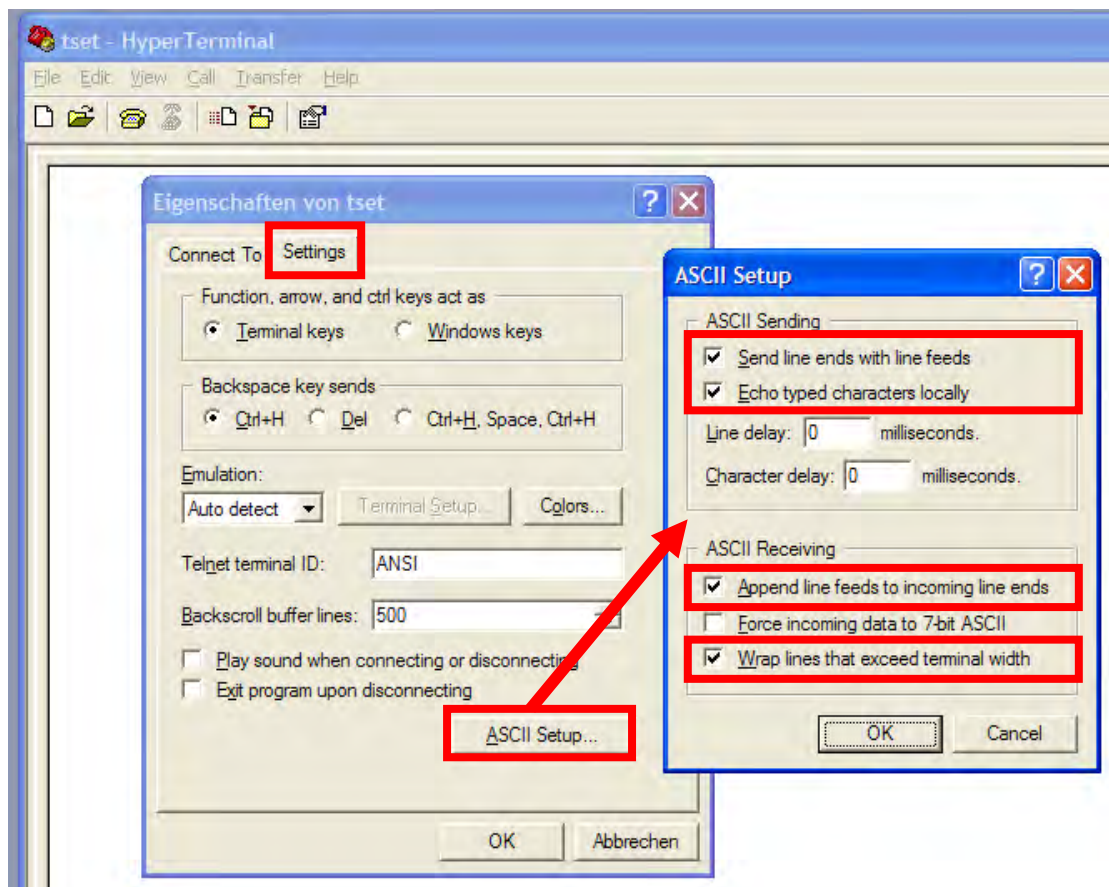 tset - HyperTerminal
File Edit View Call Transfer Help
Eigenschaften von tset
Connect To Settings
Function, arrow, and ctrl keys act as
Terminal keys Windows keys
Backspace key sends
Ctrl+H Del Ctrl+H, Space, Ctrl+H
Emulation:
Auto detect Terminal Setup... Colors...
Telnet terminal ID: ANSI
Backscroll buffer lines: 500
Play sound when connecting or disconnecting
Exit program upon disconnecting
ASCII Setup...
OK Abbrechen
ASCII Setup
ASCII Sending
Send line ends with line feeds
Echo typed characters locally
Line delay: 0 milliseconds.
Character delay: 0 milliseconds.
ASCII Receiving
Append line feeds to incoming line ends
Force incoming data to 7-bit ASCII
Wrap lines that exceed terminal width
OK Cancel